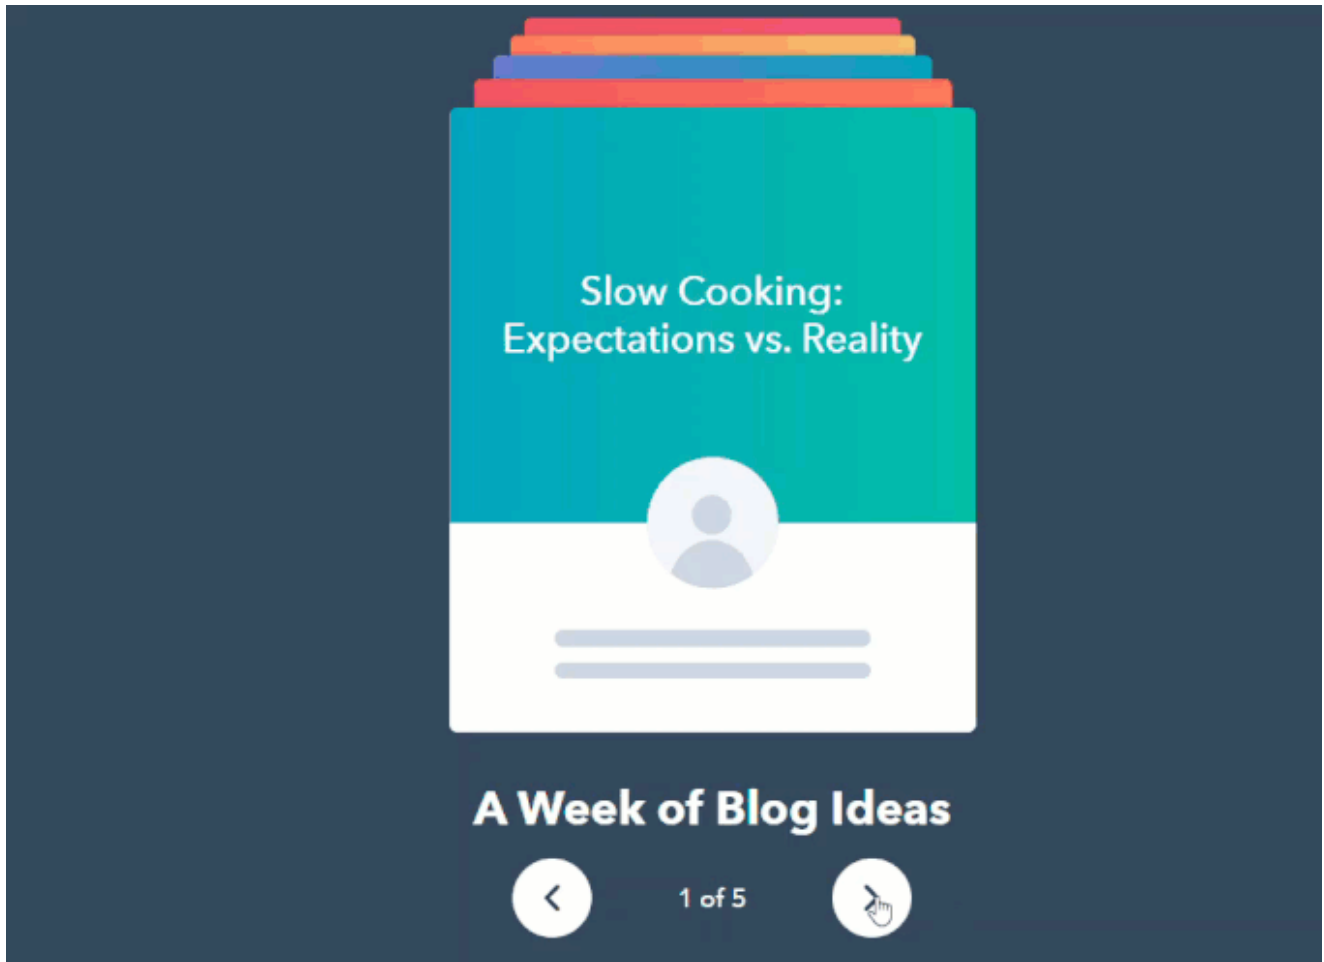 Slow Cooking:
Expectations vs. Reality
A Week of Blog Ideas
1 of 5